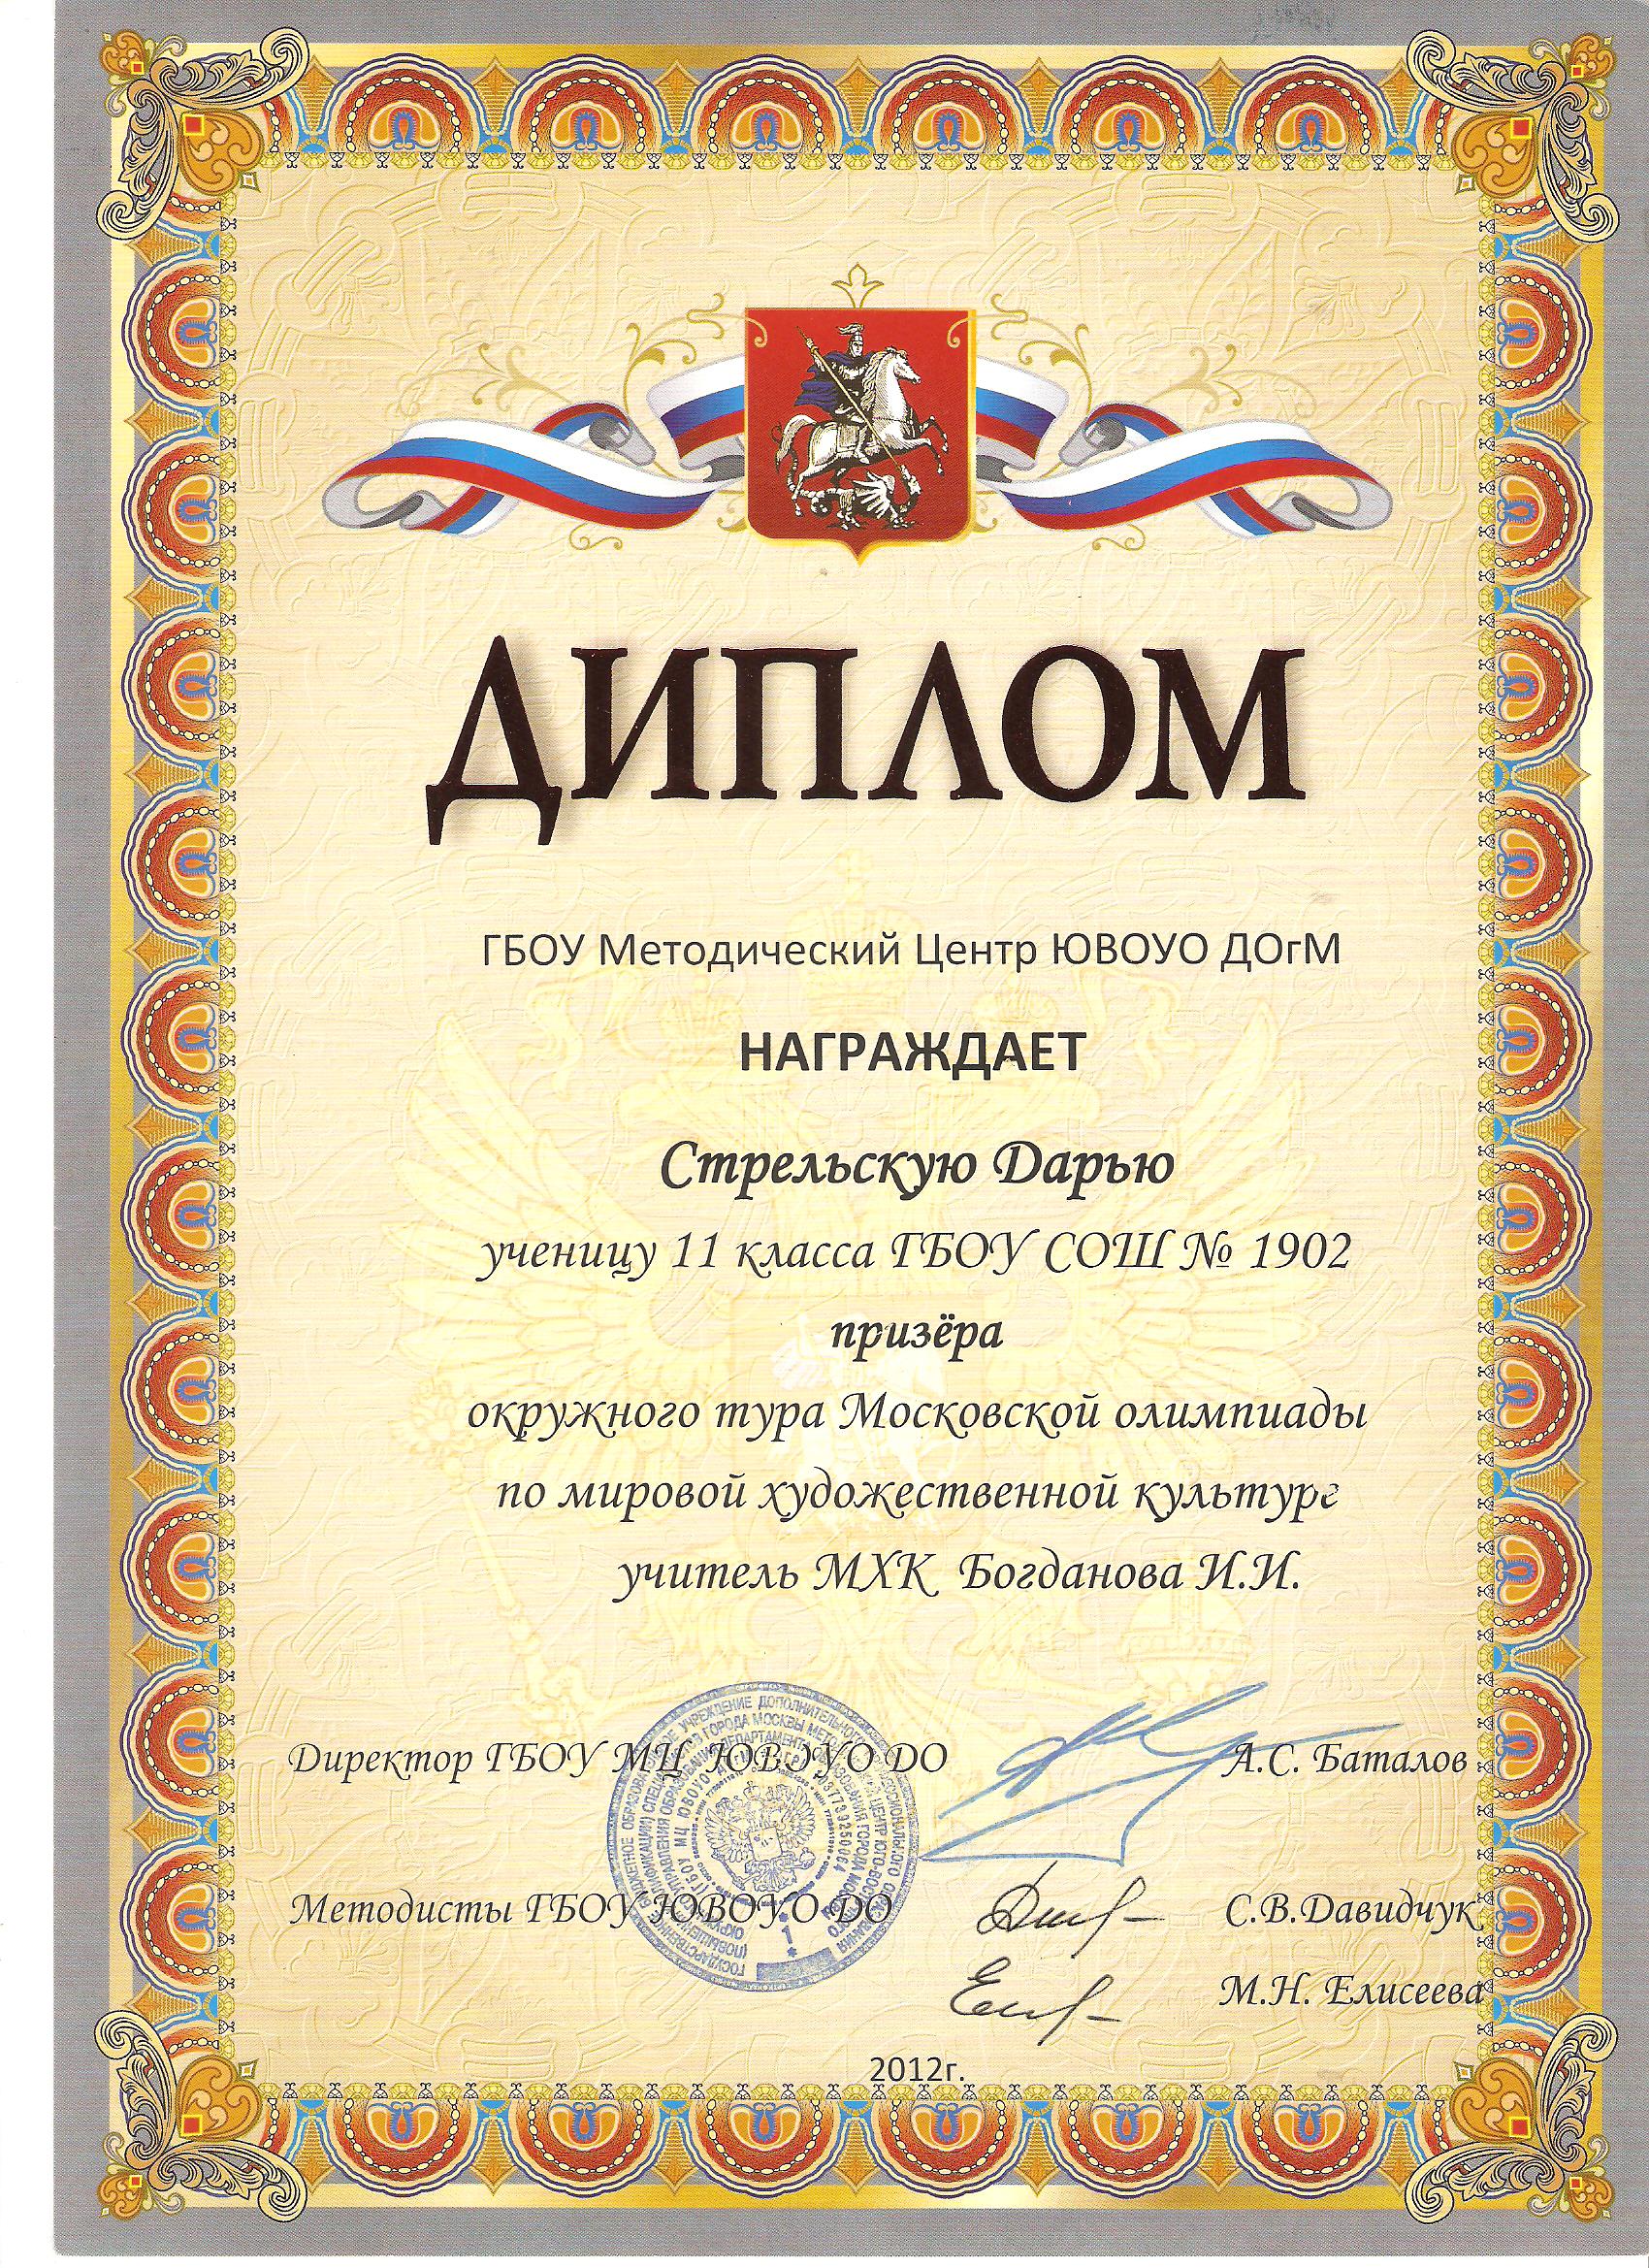 ДИПЛОМ
ГБОУ Методический Центр ЮВОУО ДОгМ
НАГРАЖДАЕТ
Стрельскую Дарью
ученицу 11 класса ГБОУ СОШ № 1902
призёра
окружного тура Московской олимпиады
по мировой художественной культуре
учитель МХК Богданова И.И.
Директор ГБОУ МЦ ЮВОУО ДО А.С. Баталов
Методисты ГБОУ ЮВОУО ДО С.В.Давидчук
М.Н. Елисеева
2012г.